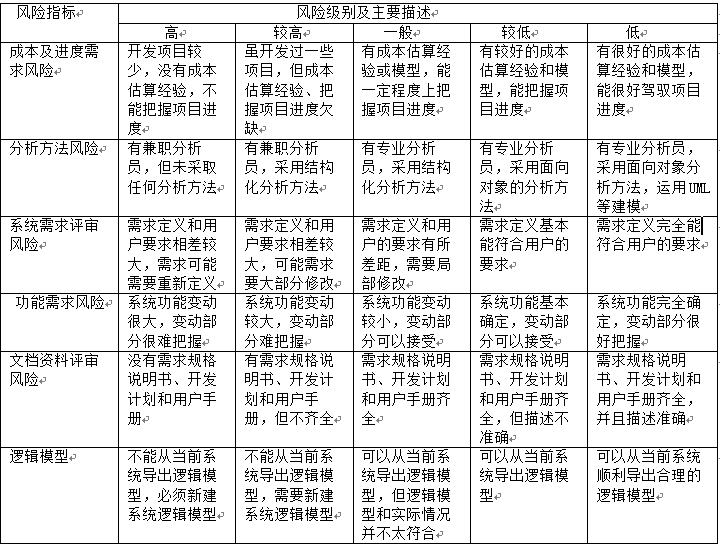 风险指标
风险级别及主要描述
高
较高
一般
较低
低
成本及进度需
求风险
开发项目较
少，没有成本
估算经验，不
能把握项目进
度
虽开发过一些
项目，但成本
估算经验、把
握项目进度欠
缺
有成本估算经
验或模型，能
一定程度上把
握项目进度
有较好的成本
估算经验和模
型，能把握项
目进度
有很好的成本估
算经验和模型，
能很好驾驭项目
进度
分析方法风险
有兼职分析
员，但未采取
任何分析方法
有兼职分析
员，采用结构
化分析方法
有专业分析
员，采用结构
化分析方法
有专业分析
员，采用面向
对象的分析方
法
有专业分析员，
采用面向对象分
析方法，运用UML
等建模
系统需求评审
风险
需求定义和用
户要求相差较
大，需求可能
需要重新定义
需求定义和用
户要求相差较
大，可能需求
要大部分修改
需求定义和用
户的要求有所
差距，需要局
部修改
需求定义基本
能符合用户的
要求
需求定义完全能
符合用户的要求
功能需求风险
系统功能变动
很大，变动部
分很难把握
系统功能变动
较大，变动部
分难把握
系统功能变动
较小，变动部
分可以接受
系统功能基本
确定，变动部
分可以接受
系统功能完全确
定，变动部分很
好把握
文档资料评审
风险
没有需求规格
说明书、开发
计划和用户手
册
有需求规格说
明书、开发计
划和用户手
册，但不齐全
需求规格说明
书、开发计划
和用户手册齐
全
需求规格说明
书、开发计划
和用户手册齐
全，但描述不
准确
需求规格说明
书、开发计划和
用户手册齐全，
并且描述准确
逻辑模型
不能从当前系
统导出逻辑模
型，必须新建
系统逻辑模型
不能从当前系
统导出逻辑模
型，需要新建
系统逻辑模型
可以从当前系
统导出逻辑模
型，但逻辑模
型和实际情况
并不太符合
可以从当前系
统导出逻辑模
型
可以从当前系统
顺利导出合理的
逻辑模型